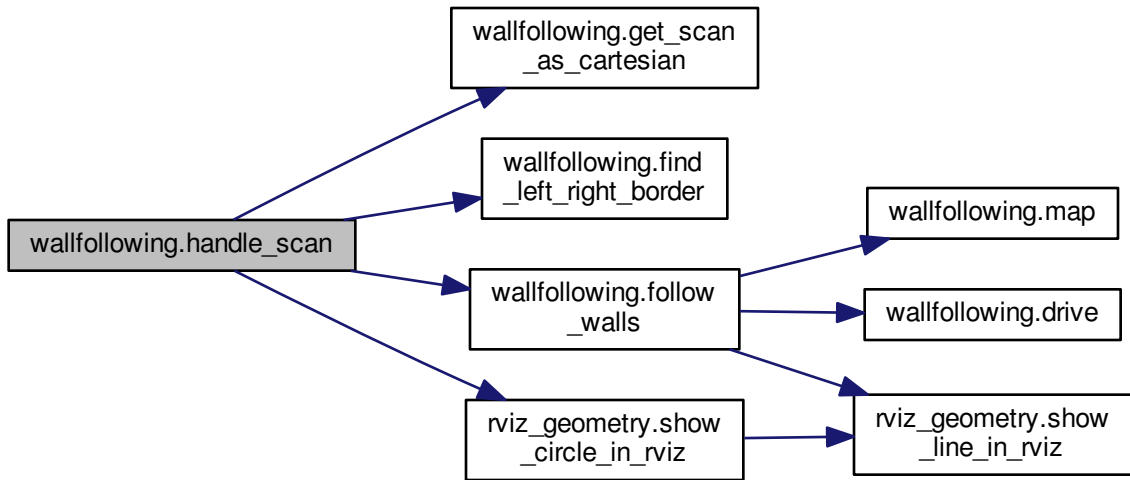 wallfollowing.handle_scan
wallfollowing.get_scan
_as_cartesian
wallfollowing.find
_left_right_border
wallfollowing.follow
_walls
rviz_geometry.show
_circle_in_rviz
wallfollowing.map
wallfollowing.drive
rviz_geometry.show
_line_in_rviz